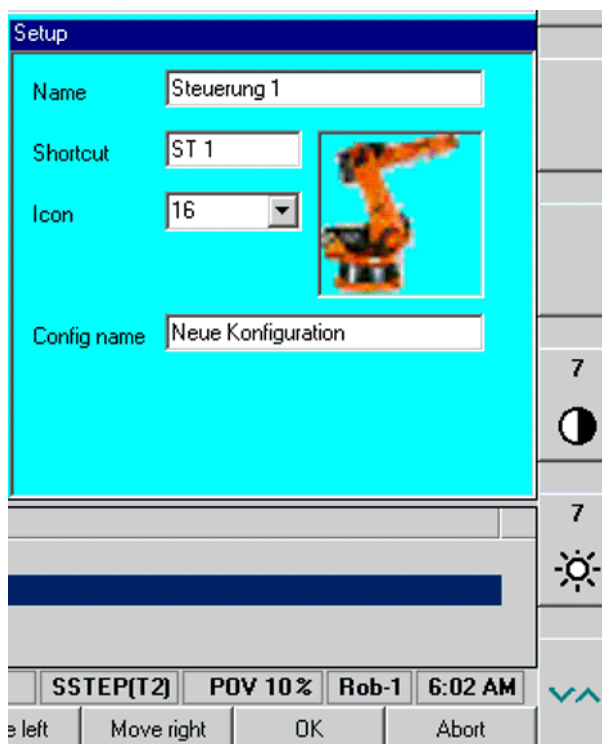 Setup
Name Steuerung 1
Shortcut ST 1
Icon 16
Config name Neue Konfiguration
7
7
SSTEP(T2) POV 10% Rob-1 6:02 AM
e left Move right OK Abort